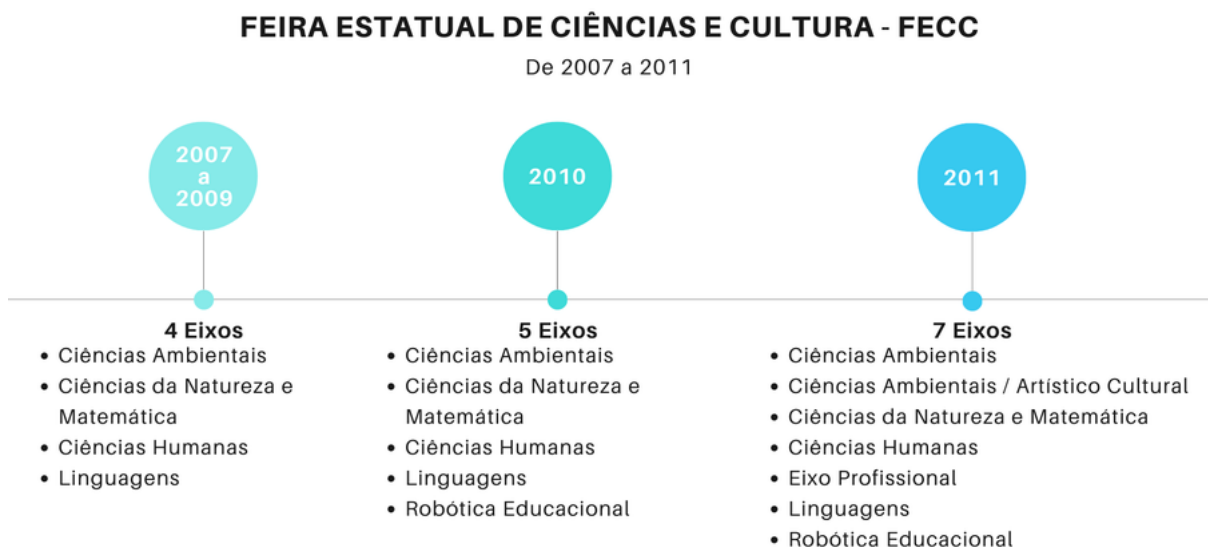 FEIRA ESTATUAL DE CIÊNCIAS E CULTURA - FECC
De 2007 a 2011
2007
a
2009
2010
2011
4 Eixos
• Ciências Ambientais
• Ciências da Natureza e
Matemática
• Ciências Humanas
• Linguagens
5 Eixos
• Ciências Ambientais
• Ciências da Natureza e
Matemática
• Ciências Humanas
• Linguagens
• Robótica Educacional
7 Eixos
• Ciências Ambientais
• Ciências Ambientais / Artístico Cultural
• Ciências da Natureza e Matemática
• Ciências Humanas
• Eixo Profissional
• Linguagens
• Robótica Educacional